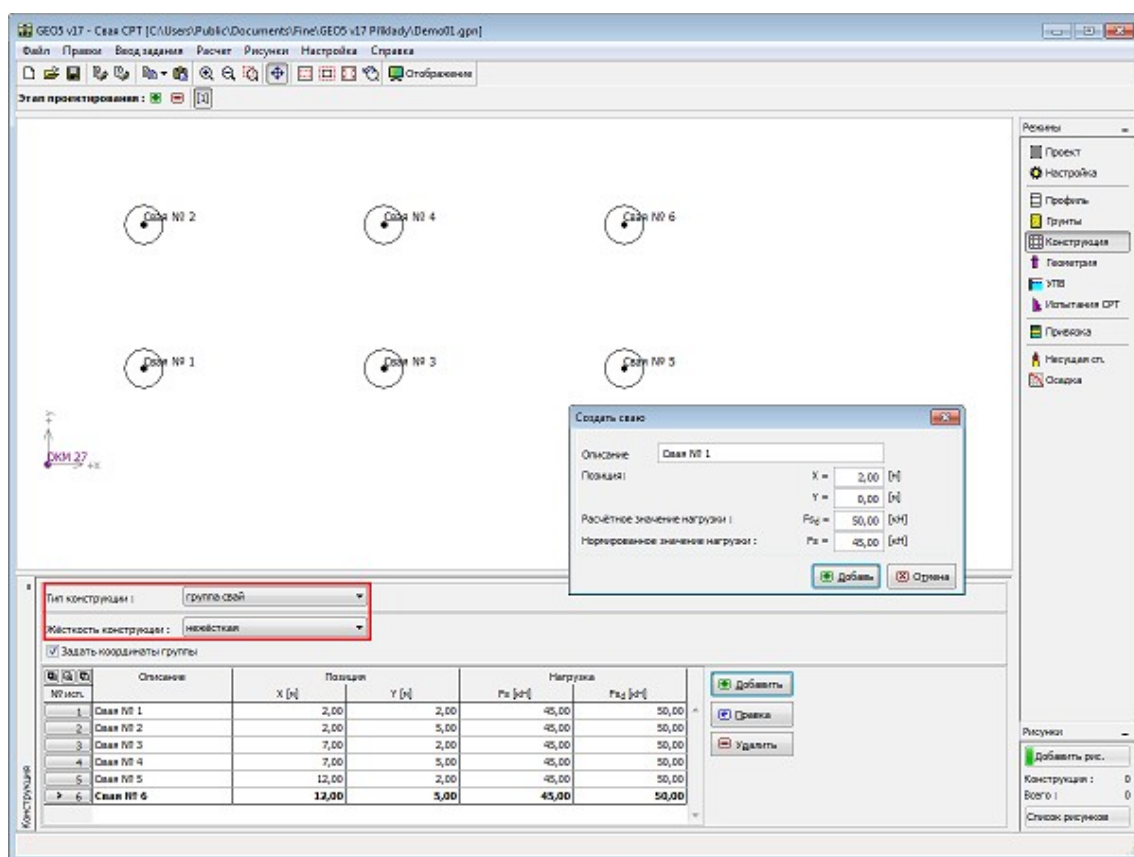 GEO5 v17 - Свая CPT [C:\Users\Public\Documents\Fine\GEO5 v17 Příklady\Demo01.gpn]
Файл Правки Ввод задания Расчет Рисунки Настройка Справка
Отображение
Этап проектирования : [1]
Режимы
Проект
Настройка
Профиль
Грунты
Конструкция
Геометрия
УПВ
Испытания CPT
Привязка
Несущая сп.
Осадка
Свая № 2 Свая № 4 Свая № 6
Свая № 1 Свая № 3 Свая № 5
+y
+x
Создать сваю
Описание Свая № 1
Позиция: X = 2,00 [м]
Y = 0,00 [м]
Расчётное значение нагрузки : Fsd = 50,00 [кН]
Нормированное значение нагрузки : Fs = 45,00 [кН]
Добавь Отмена
Тип конструкции : группа свай
Жёсткость конструкции : нежёсткая
Задать координаты группы
Описание Позиция Нагрузка
№ исп. X [м] Y [м] Fs [кН] Fsd [кН]
1 Свая № 1 2,00 2,00 45,00 50,00
2 Свая № 2 2,00 5,00 45,00 50,00
3 Свая № 3 7,00 2,00 45,00 50,00
4 Свая № 4 7,00 5,00 45,00 50,00
5 Свая № 5 12,00 2,00 45,00 50,00
6 Свая № 6 12,00 5,00 45,00 50,00
Добавить
Правка
Удалить
Конструкция
Рисунки
Добавить рис.
Конструкция : 0
Всего : 0
Список рисунков